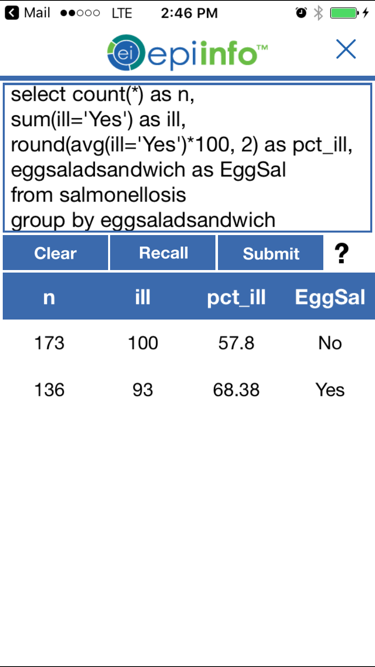 Mail LTE 2:46 PM
ei epiinfo™
select count(*) as n,
sum(ill='Yes') as ill,
round(avg(ill='Yes')*100, 2) as pct_ill,
eggsaladsandwich as EggSal
from salmonellosis
group by eggsaladsandwich
Clear Recall Submit ?
n ill pct_ill EggSal
173 100 57.8 No
136 93 68.38 Yes